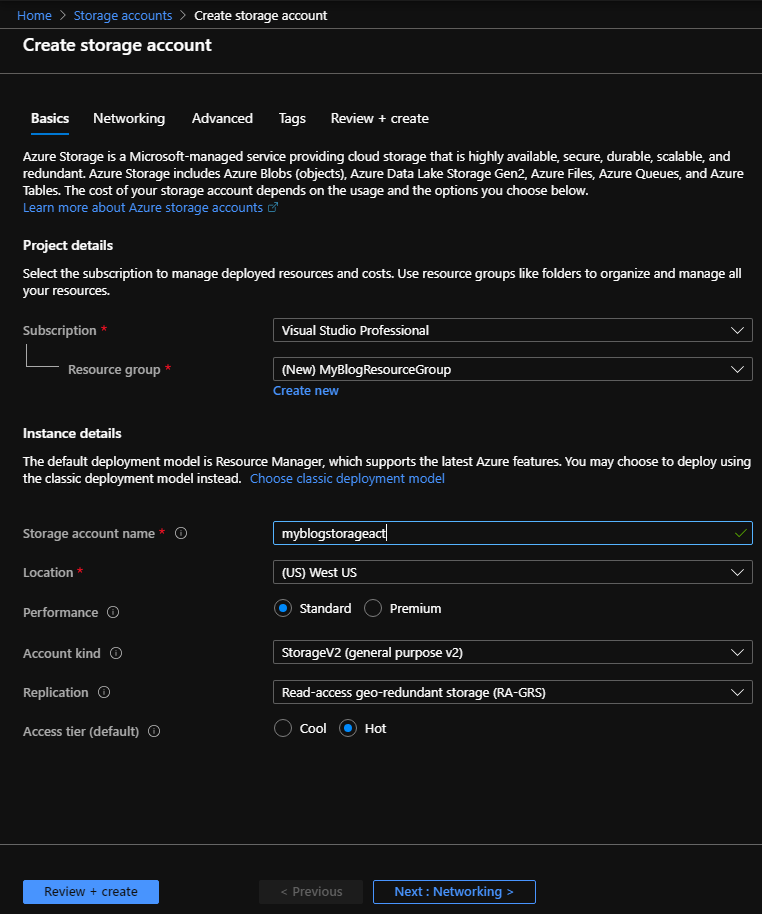 Home > Storage accounts > Create storage account
Create storage account
Basics Networking Advanced Tags Review + create
Azure Storage is a Microsoft-managed service providing cloud storage that is highly available, secure, durable, scalable, and
redundant. Azure Storage includes Azure Blobs (objects), Azure Data Lake Storage Gen2, Azure Files, Azure Queues, and Azure
Tables. The cost of your storage account depends on the usage and the options you choose below.
Learn more about Azure storage accounts
Project details
Select the subscription to manage deployed resources and costs. Use resource groups like folders to organize and manage all
your resources.
Subscription * Visual Studio Professional
Resource group * (New) MyBlogResourceGroup
Create new
Instance details
The default deployment model is Resource Manager, which supports the latest Azure features. You may choose to deploy using
the classic deployment model instead. Choose classic deployment model
Storage account name * myblogstorageact
Location * (US) West US
Performance Standard Premium
Account kind StorageV2 (general purpose v2)
Replication Read-access geo-redundant storage (RA-GRS)
Access tier (default) Cool Hot
Review + create < Previous Next : Networking >